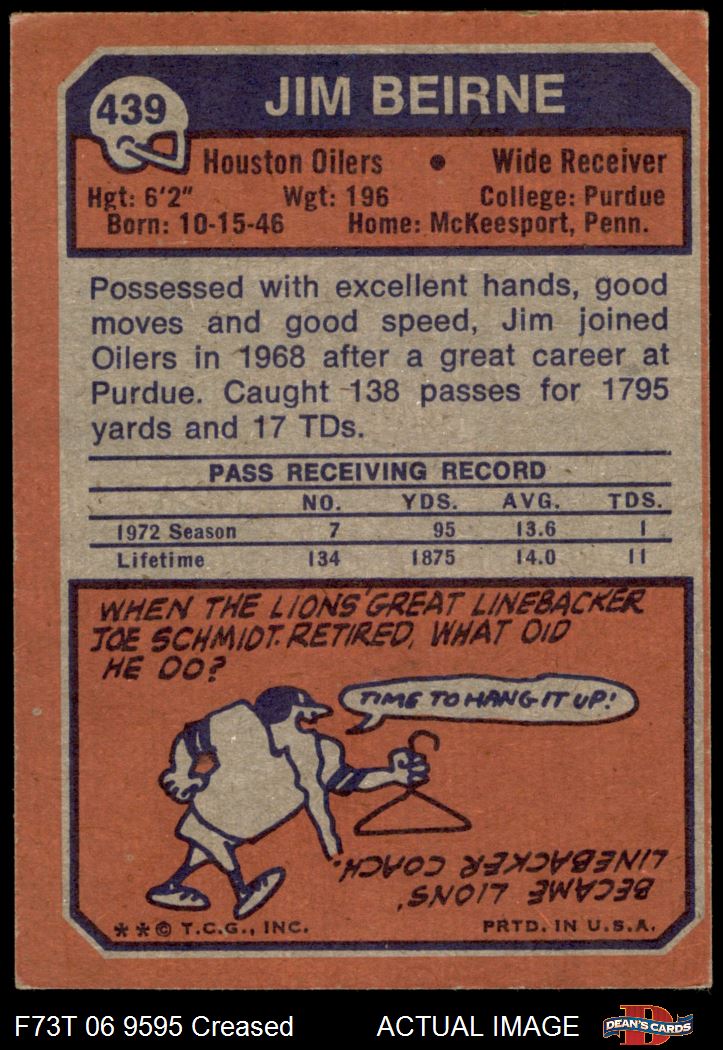 439
JIM BEIRNE
Houston Oilers • Wide Receiver
Hgt: 6'2" Wgt: 196 College: Purdue
Born: 10-15-46 Home: McKeesport, Penn.
Possessed with excellent hands, good
moves and good speed, Jim joined
Oilers in 1968 after a great career at
Purdue. Caught 138 passes for 1795
yards and 17 TDs.
PASS RECEIVING RECORD
NO. YDS. AVG. TDS.
1972 Season 7 95 13.6 1
Lifetime 134 1875 14.0 11
WHEN THE LIONS' GREAT LINEBACKER
JOE SCHMIDT RETIRED, WHAT DID
HE DO?
TIME TO HANG IT UP!
BECAME LIONS'
LINEBACKER COACH.
**© T.C.G., INC. PRTD. IN U.S.A.
F73T 06 9595 Creased ACTUAL IMAGE
D
DEAN'S CARDS